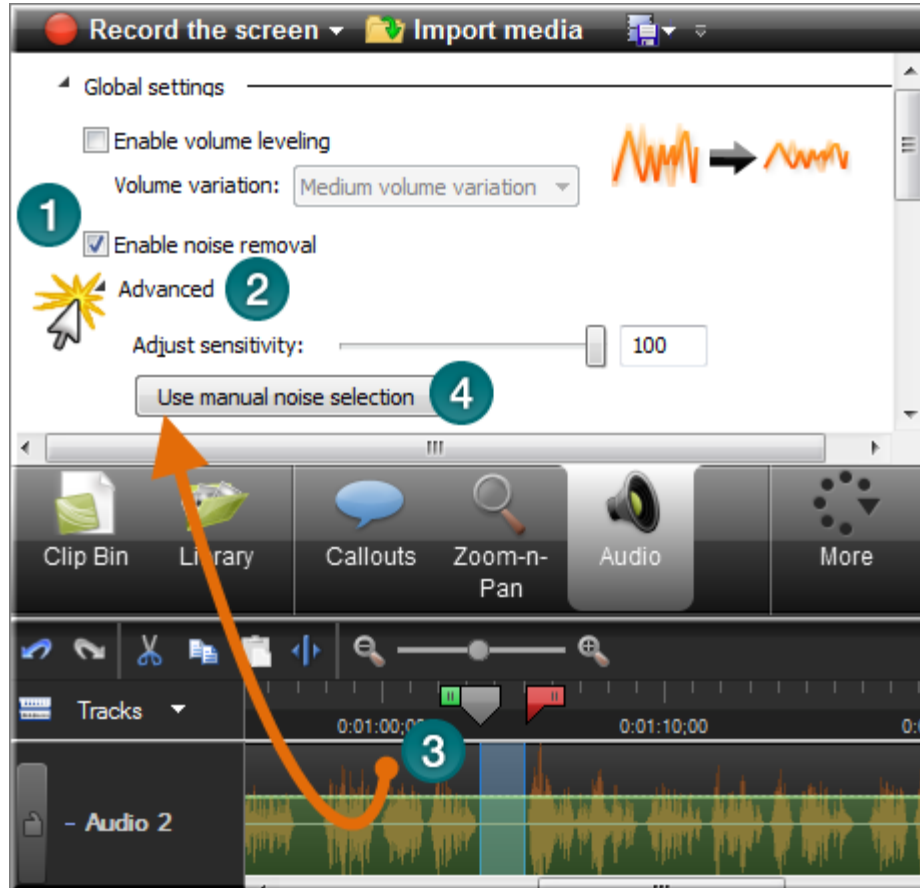 Record the screen Import media
Global settings
Enable volume leveling
Volume variation: Medium volume variation
1
Enable noise removal
Advanced 2
Adjust sensitivity: 100
Use manual noise selection 4
Clip Bin Library Callouts Zoom-n-Pan Audio More
Tracks
0:01:00;00 0:01:10;00
3
Audio 2